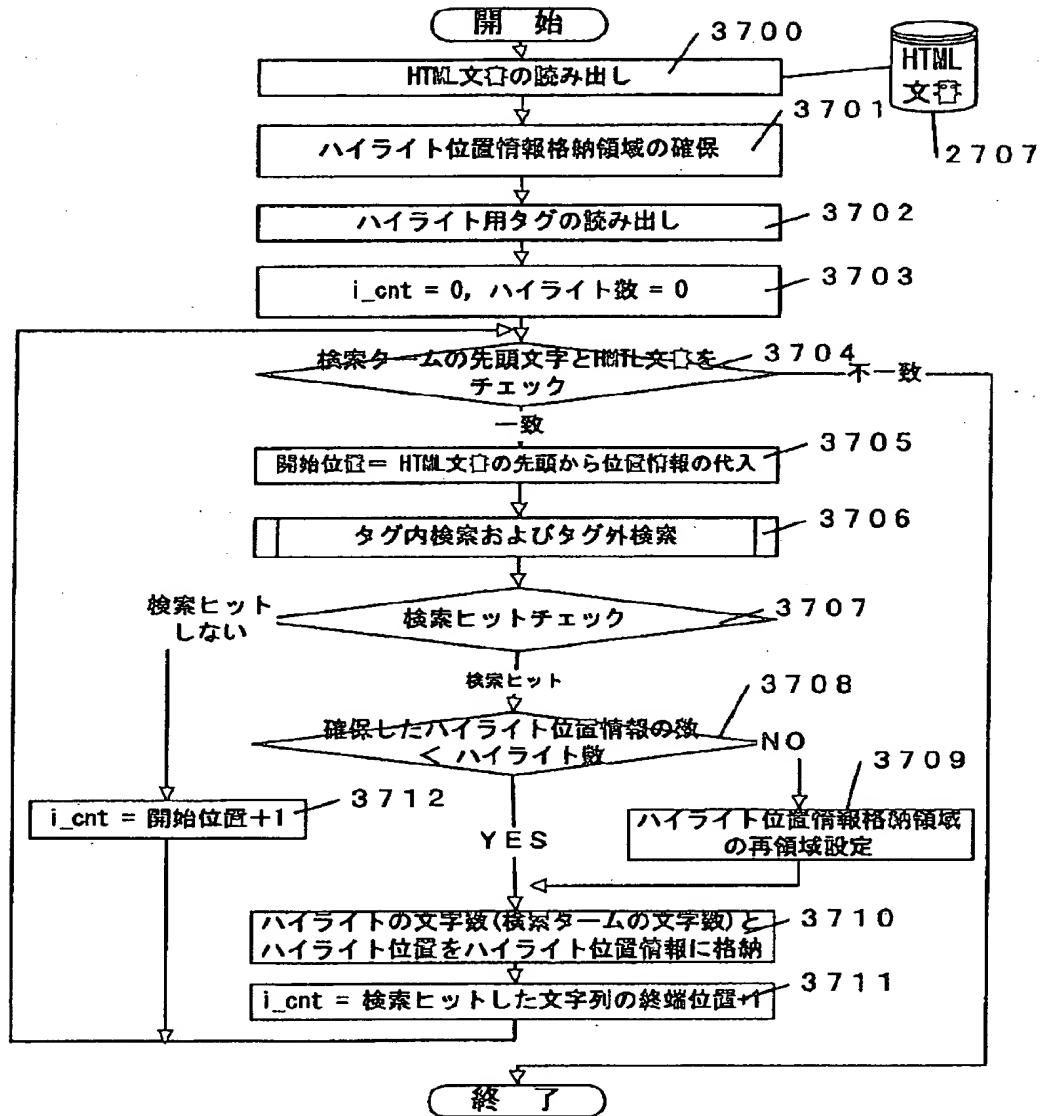 開 始
3700
HTML文書の読み出し
HTML
文書
2707
3701
ハイライト位置情報格納領域の確保
3702
ハイライト用タグの読み出し
3703
i_cnt = 0, ハイライト数 = 0
3704
検索タームの先頭文字とHTML文書を
チェック
不一致
一致
3705
開始位置= HTML文書の先頭から位置情報の代入
3706
タグ内検索およびタグ外検索
検索ヒット
しない
検索ヒットチェック
3707
検索ヒット
3708
確保したハイライト位置情報の数
< ハイライト数
NO
3709
ハイライト位置情報格納領域
の再領域設定
3712
i_cnt = 開始位置+1
YES
ハイライトの文字数(検索タームの文字数)と
ハイライト位置をハイライト位置情報に格納
3710
i_cnt = 検索ヒットした文字列の終端位置+1
3711
終 了